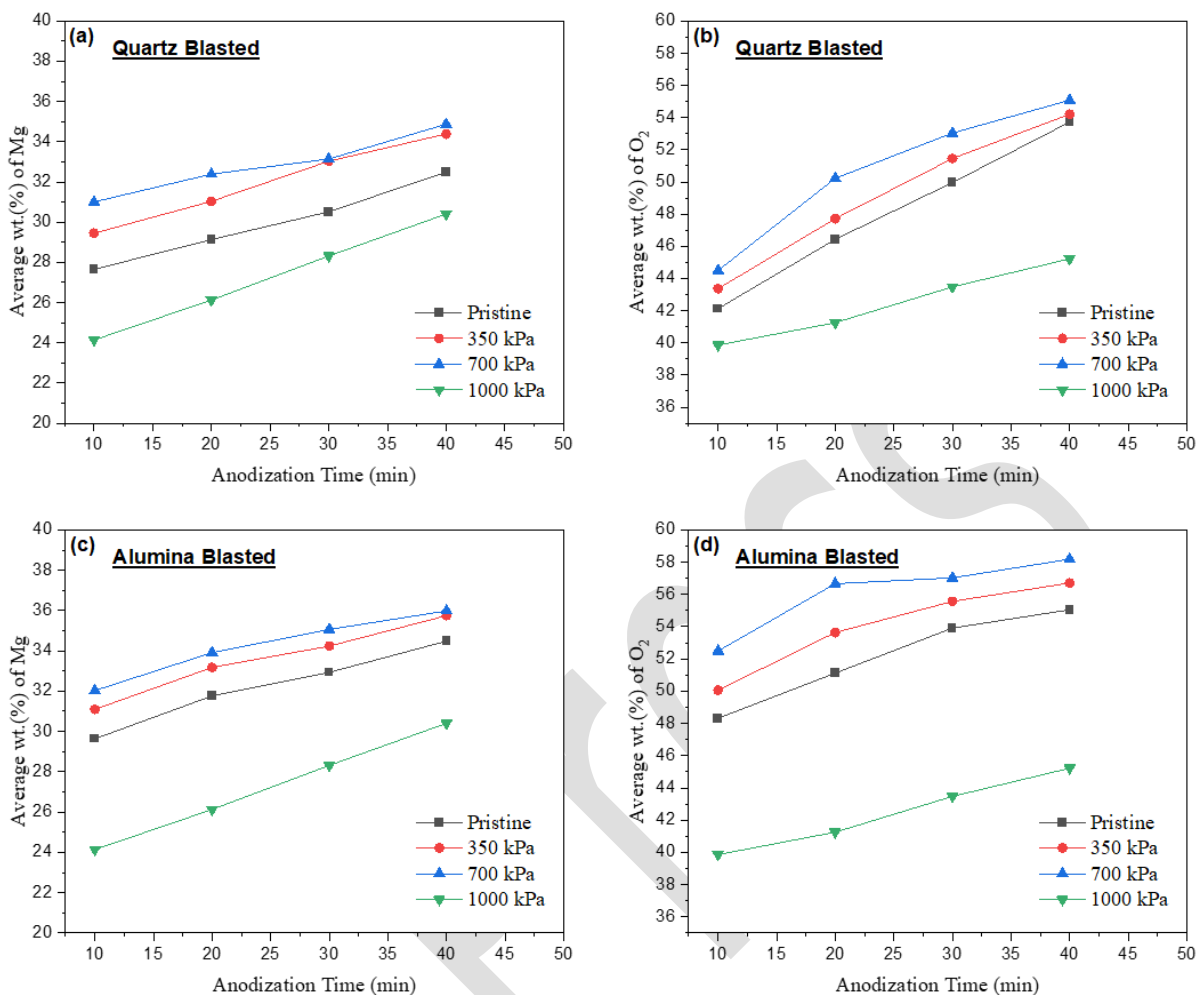 (a)
Quartz Blasted
40
38
36
34
32
30
28
26
24
22
20
Average wt.(%) of Mg
Pristine
350 kPa
700 kPa
1000 kPa
10 15 20 25 30 35 40 45 50
Anodization Time (min)
(b)
Quartz Blasted
60
58
56
54
52
50
48
46
44
42
40
38
36
Average wt.(%) of O₂
Pristine
350 kPa
700 kPa
1000 kPa
10 15 20 25 30 35 40 45 50
Anodization Time (min)
(c)
Alumina Blasted
40
38
36
34
32
30
28
26
24
22
20
Average wt.(%) of Mg
Pristine
350 kPa
700 kPa
1000 kPa
10 15 20 25 30 35 40 45 50
Anodization Time (min)
(d)
Alumina Blasted
60
58
56
54
52
50
48
46
44
42
40
38
36
Average wt.(%) of O₂
Pristine
350 kPa
700 kPa
1000 kPa
10 15 20 25 30 35 40 45 50
Anodization Time (min)